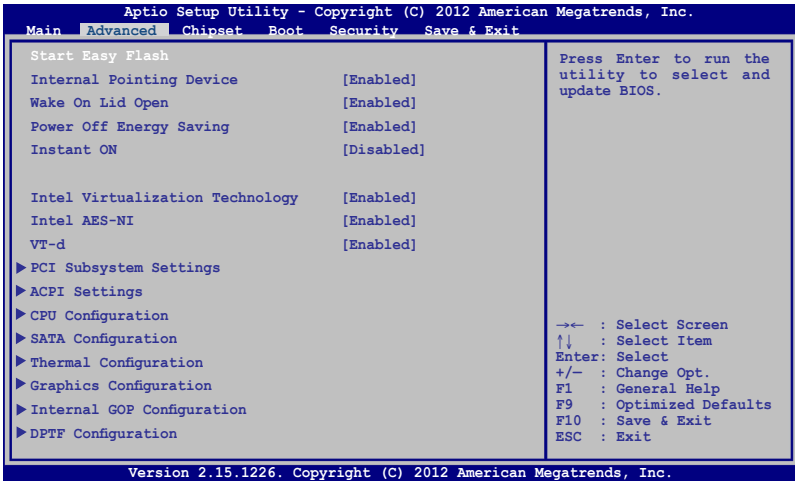 Aptio Setup Utility - Copyright (C) 2012 American Megatrends, Inc.
Main Advanced Chipset Boot Security Save & Exit
Start Easy Flash
Internal Pointing Device [Enabled]
Wake On Lid Open [Enabled]
Power Off Energy Saving [Enabled]
Instant ON [Disabled]
Intel Virtualization Technology [Enabled]
Intel AES-NI [Enabled]
VT-d [Enabled]
PCI Subsystem Settings
ACPI Settings
CPU Configuration
SATA Configuration
Thermal Configuration
Graphics Configuration
Internal GOP Configuration
DPTF Configuration
Press Enter to run the
utility to select and
update BIOS.
→← : Select Screen
↑↓ : Select Item
Enter: Select
+/— : Change Opt.
F1 : General Help
F9 : Optimized Defaults
F10 : Save & Exit
ESC : Exit
Version 2.15.1226. Copyright (C) 2012 American Megatrends, Inc.